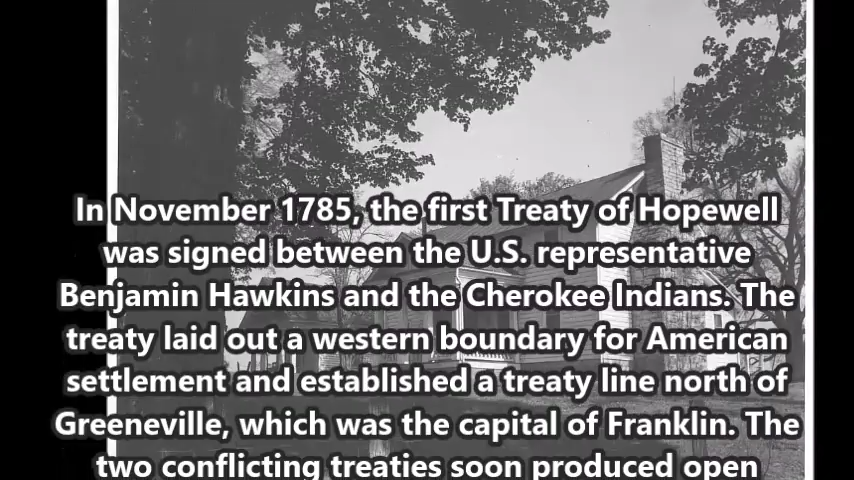 In November 1785, the first Treaty of Hopewell
was signed between the U.S. representative
Benjamin Hawkins and the Cherokee Indians. The
treaty laid out a western boundary for American
settlement and established a treaty line north of
Greeneville, which was the capital of Franklin. The
two conflicting treaties soon produced open